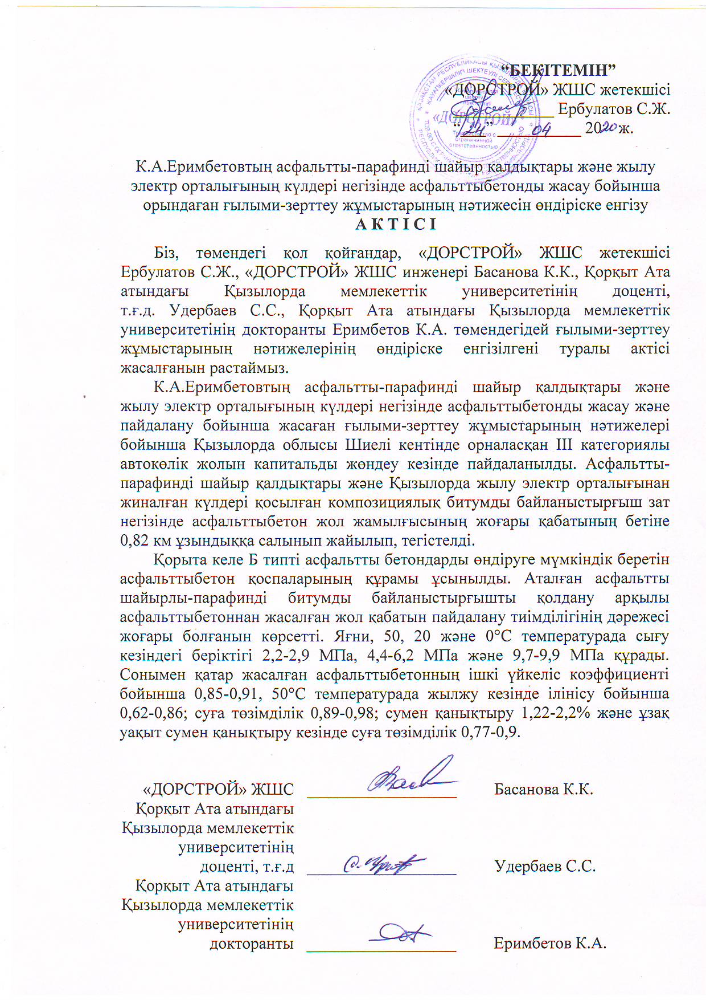 “БЕКІТЕМІН”
«ДОРСТРОЙ» ЖШС жетекшісі
____________ Ербулатов С.Ж.
“24” 04 2020 ж.
«ДОРСТРОЙ»
Товарищество с
ограниченной
ответственностью
К.А.Еримбетовтың асфальтты-парафинді шайыр қалдықтары және жылу
электр орталығының күлдері негізінде асфальттыбетонды жасау бойынша
орындаған ғылыми-зерттеу жұмыстарының нәтижесін өндіріске енгізу
А К Т І С І
Біз, төмендегі қол қойғандар, «ДОРСТРОЙ» ЖШС жетекшісі
Ербулатов С.Ж., «ДОРСТРОЙ» ЖШС инженері Басанова К.К., Қорқыт Ата
атындағы Қызылорда мемлекеттік университетінің доценті,
т.ғ.д. Удербаев С.С., Қорқыт Ата атындағы Қызылорда мемлекеттік
университетінің докторанты Еримбетов К.А. төмендегідей ғылыми-зерттеу
жұмыстарының нәтижелерінің өндіріске енгізілгені туралы актісі
жасалғанын растаймыз.
К.А.Еримбетовтың асфальтты-парафинді шайыр қалдықтары және
жылу электр орталығының күлдері негізінде асфальттыбетонды жасау және
пайдалану бойынша жасаған ғылыми-зерттеу жұмыстарының нәтижелері
бойынша Қызылорда облысы Шиелі кентінде орналасқан III категориялы
автокөлік жолын капитальды жөндеу кезінде пайдаланылды. Асфальтты-
парафинді шайыр қалдықтары және Қызылорда жылу электр орталығынан
жиналған күлдері қосылған композициялық битумды байланыстырғыш зат
негізінде асфальттыбетон жол жамылғысының жоғары қабатының бетіне
0,82 км ұзындыққа салынып жайылып, тегістелді.
Қорыта келе Б типті асфальтты бетондарды өндіруге мүмкіндік беретін
асфальттыбетон қоспаларының құрамы ұсынылды. Аталған асфальтты
шайырлы-парафинді битумды байланыстырғышты қолдану арқылы
асфальттыбетоннан жасалған жол қабатын пайдалану тиімділігінің дәрежесі
жоғары болғанын көрсетті. Яғни, 50, 20 және 0°С температурада сығу
кезіндегі беріктігі 2,2-2,9 МПа, 4,4-6,2 МПа және 9,7-9,9 МПа құрады.
Сонымен қатар жасалған асфальттыбетонның ішкі үйкеліс коэффициенті
бойынша 0,85-0,91, 50°С температурада жылжу кезінде ілінісу бойынша
0,62-0,86; суға төзімділік 0,89-0,98; сумен қанықтыру 1,22-2,2% және ұзақ
уақыт сумен қанықтыру кезінде суға төзімділік 0,77-0,9.
«ДОРСТРОЙ» ЖШС __________________ Басанова К.К.
Қорқыт Ата атындағы
Қызылорда мемлекеттік
университетінің
доценті, т.ғ.д __________________ Удербаев С.С.
Қорқыт Ата атындағы
Қызылорда мемлекеттік
университетінің
докторанты __________________ Еримбетов К.А.